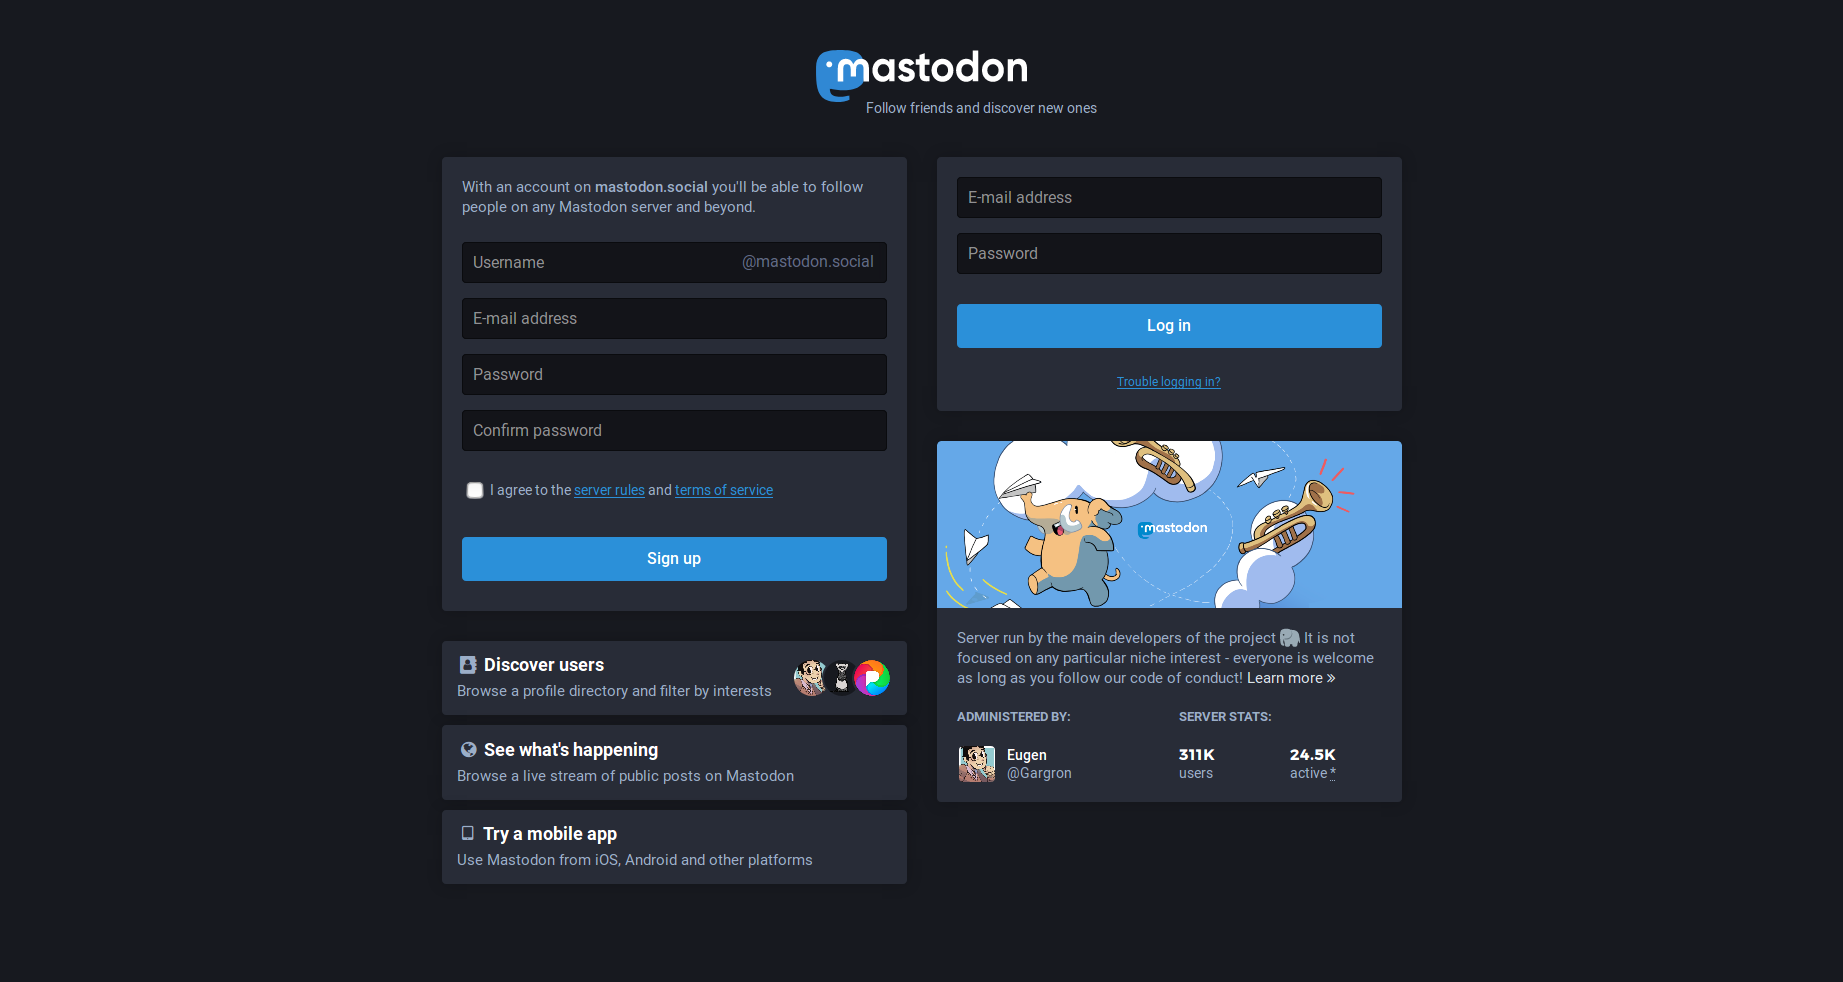 mastodon
Follow friends and discover new ones
With an account on mastodon.social you'll be able to follow
people on any Mastodon server and beyond.
Username @mastodon.social
E-mail address
Password
Confirm password
I agree to the server rules and terms of service
Sign up
Discover users
Browse a profile directory and filter by interests
See what's happening
Browse a live stream of public posts on Mastodon
Try a mobile app
Use Mastodon from iOS, Android and other platforms
E-mail address
Password
Log in
Trouble logging in?
mastodon
Server run by the main developers of the project 🐘 It is not
focused on any particular niche interest - everyone is welcome
as long as you follow our code of conduct! Learn more »
ADMINISTERED BY:
Eugen
@Gargron
SERVER STATS:
311K
users
24.5K
active *